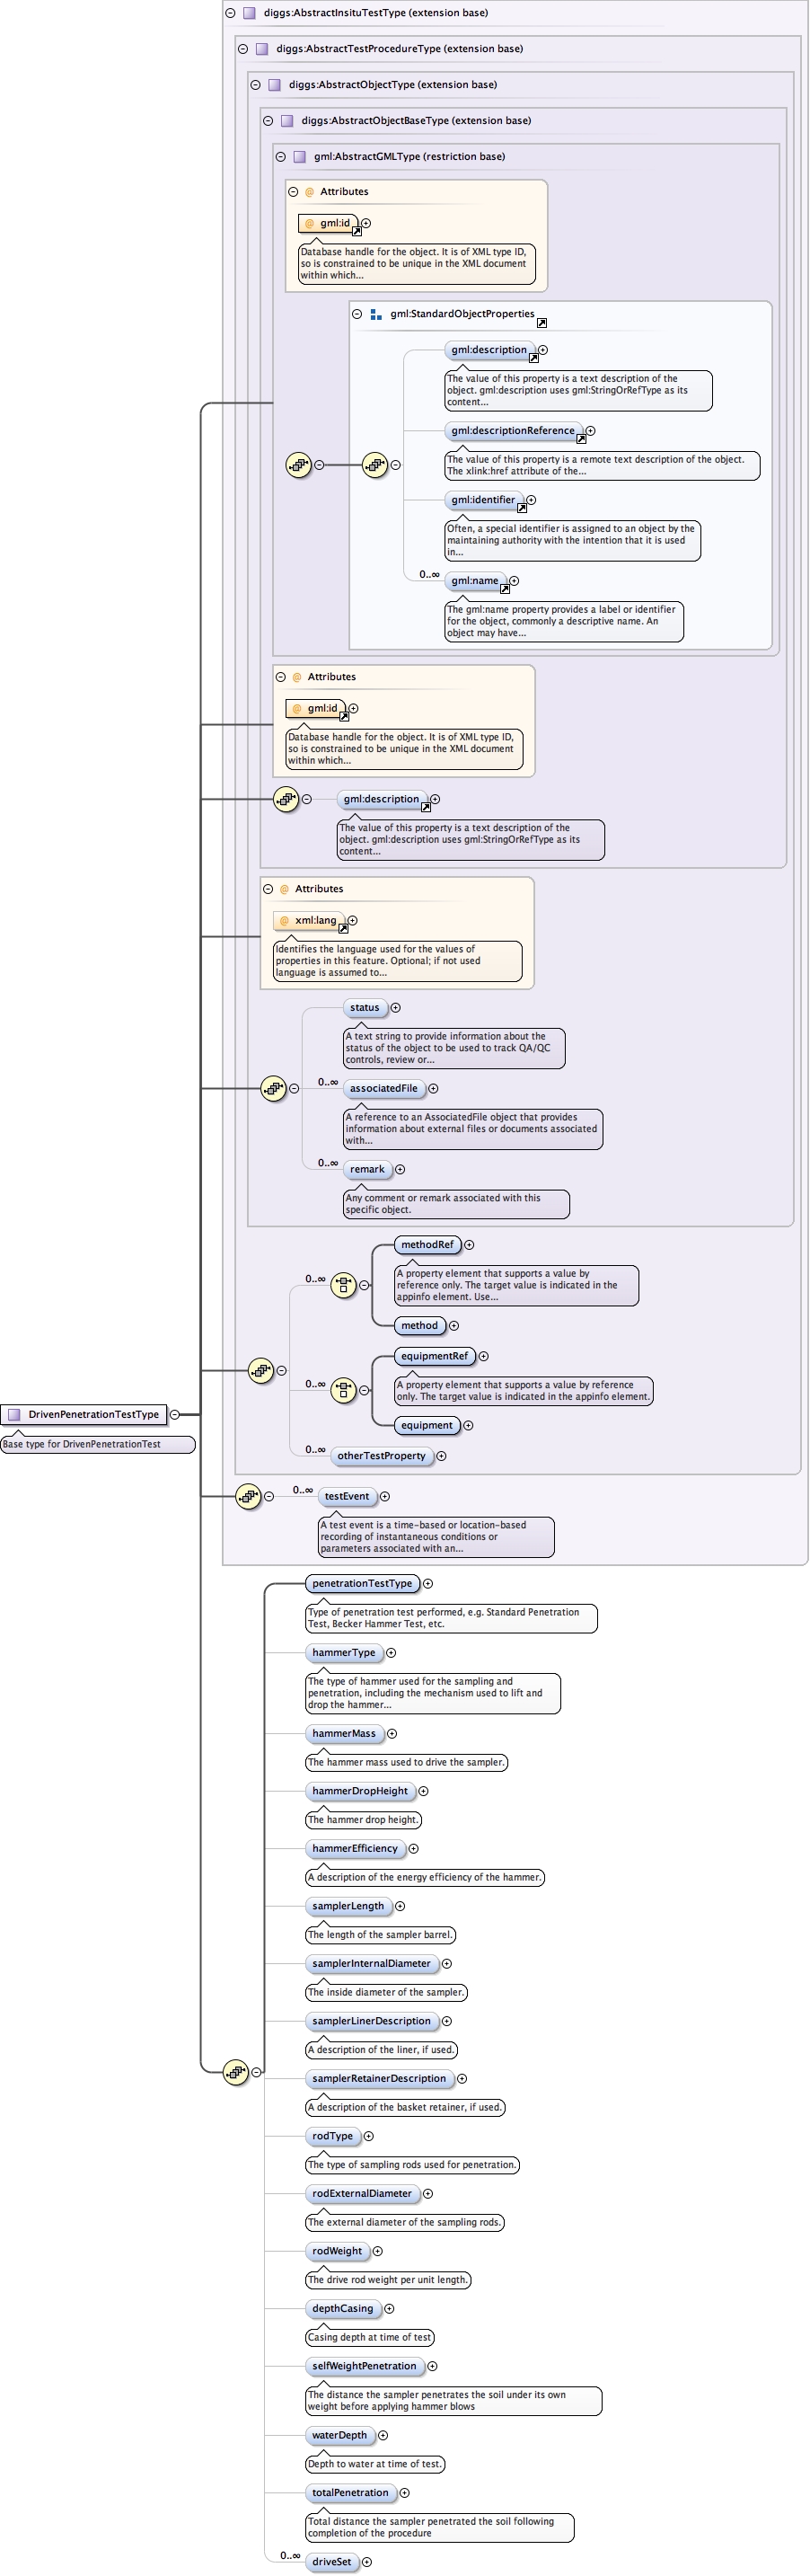 diggs:AbstractInsituTestType (extension base)
diggs:AbstractTestProcedureType (extension base)
diggs:AbstractObjectType (extension base)
diggs:AbstractObjectBaseType (extension base)
gml:AbstractGMLType (restriction base)
@ Attributes
@ gml:id
Database handle for the object. It is of XML type ID,
so is constrained to be unique in the XML document
within which...
gml:StandardObjectProperties
gml:description
The value of this property is a text description of the
object. gml:description uses gml:StringOrRefType as its
content...
gml:descriptionReference
The value of this property is a remote text description of the object.
The xlink:href attribute of the...
gml:identifier
Often, a special identifier is assigned to an object by the
maintaining authority with the intention that it is used
in...
0..∞
gml:name
The gml:name property provides a label or identifier
for the object, commonly a descriptive name. An
object may have...
@ Attributes
@ gml:id
Database handle for the object. It is of XML type ID,
so is constrained to be unique in the XML document
within which...
gml:description
The value of this property is a text description of the
object. gml:description uses gml:StringOrRefType as its
content...
@ Attributes
@ xml:lang
Identifies the language used for the values of
properties in this feature. Optional; if not used
language is assumed to...
status
A text string to provide information about the
status of the object to be used to track QA/QC
controls, review or...
0..∞
associatedFile
A reference to an AssociatedFile object that provides
information about external files or documents associated
with...
0..∞
remark
Any comment or remark associated with this
specific object.
methodRef
0..∞
A property element that supports a value by
reference only. The target value is indicated in the
appinfo element. Use...
method
equipmentRef
0..∞
A property element that supports a value by reference
only. The target value is indicated in the appinfo element.
DrivenPenetrationTestType
equipment
Base type for DrivenPenetrationTest
0..∞
otherTestProperty
0..∞
testEvent
A test event is a time-based or location-based
recording of instantaneous conditions or
parameters associated with an...
penetrationTestType
Type of penetration test performed, e.g. Standard Penetration
Test, Becker Hammer Test, etc.
hammerType
The type of hammer used for the sampling and
penetration, including the mechanism used to lift and
drop the hammer...
hammerMass
The hammer mass used to drive the sampler.
hammerDropHeight
The hammer drop height.
hammerEfficiency
A description of the energy efficiency of the hammer.
samplerLength
The length of the sampler barrel.
samplerInternalDiameter
The inside diameter of the sampler.
samplerLinerDescription
A description of the liner, if used.
samplerRetainerDescription
A description of the basket retainer, if used.
rodType
The type of sampling rods used for penetration.
rodExternalDiameter
The external diameter of the sampling rods.
rodWeight
The drive rod weight per unit length.
depthCasing
Casing depth at time of test
selfWeightPenetration
The distance the sampler penetrates the soil under its own
weight before applying hammer blows
waterDepth
Depth to water at time of test.
totalPenetration
Total distance the sampler penetrated the soil following
completion of the procedure
0..∞
driveSet